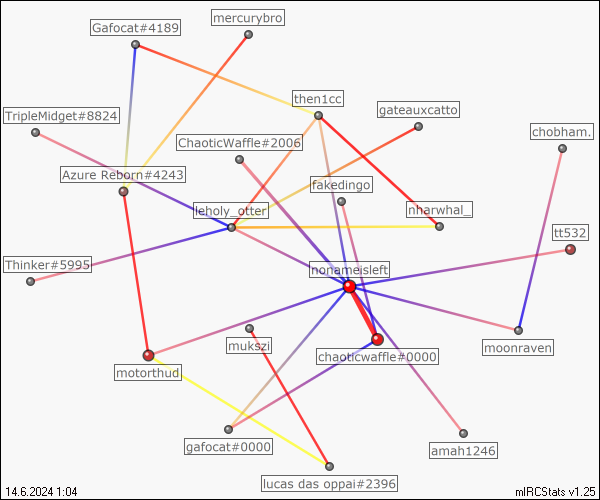 mercurybro
Gafocat#4189
then1cc
TripleMidget#8824
gateauxcatto
ChaoticWaffle#2006
chobham.
Azure Reborn#4243
fakedingo
leholy_otter
nharwhal_
tt532
Thinker#5995
nonameisleft
mukszi
moonraven
chaoticwaffle#0000
motorthud
gafocat#0000
amah1246
lucas das oppai#2396
14.6.2024 1:04
mIRCStats v1.25